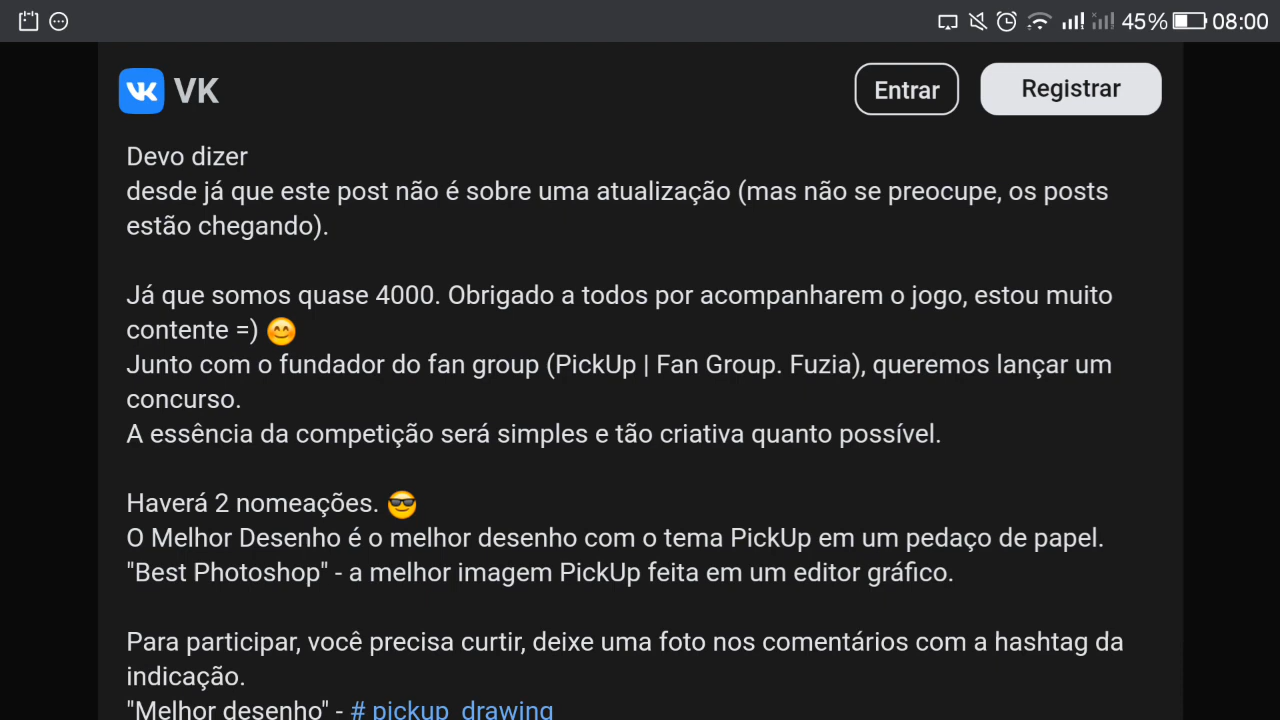 45% 08:00
VK
Entrar
Registrar
Devo dizer
desde já que este post não é sobre uma atualização (mas não se preocupe, os posts
estão chegando).
Já que somos quase 4000. Obrigado a todos por acompanharem o jogo, estou muito
contente =) 😊
Junto com o fundador do fan group (PickUp | Fan Group. Fuzia), queremos lançar um
concurso.
A essência da competição será simples e tão criativa quanto possível.
Haverá 2 nomeações. 😎
O Melhor Desenho é o melhor desenho com o tema PickUp em um pedaço de papel.
"Best Photoshop" - a melhor imagem PickUp feita em um editor gráfico.
Para participar, você precisa curtir, deixe uma foto nos comentários com a hashtag da
indicação.
"Melhor desenho" - # pickup_drawing